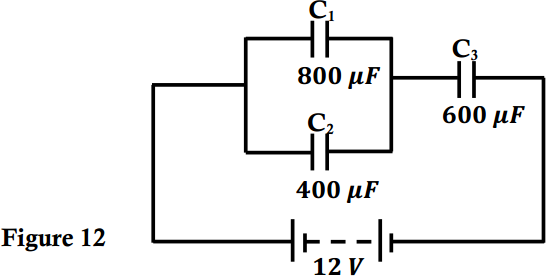 C₁
800 μF
C₃
600 μF
C₂
400 μF
Figure 12
12 V